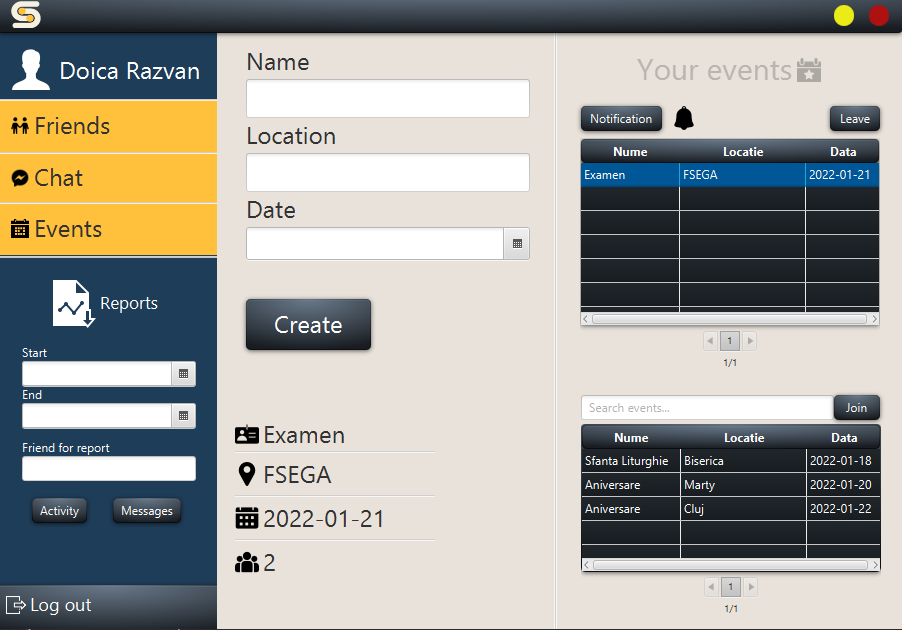 Doica Razvan
Friends
Chat
Events
Reports
Start
End
Friend for report
Activity Messages
Log out
Name
Location
Date
Create
Examen
FSEGA
2022-01-21
2
Your events
Notification Leave
Nume Locatie Data
Examen FSEGA 2022-01-21
1
1/1
Search events... Join
Nume Locatie Data
Sfanta Liturghie Biserica 2022-01-18
Aniversare Marty 2022-01-20
Aniversare Cluj 2022-01-22
1
1/1